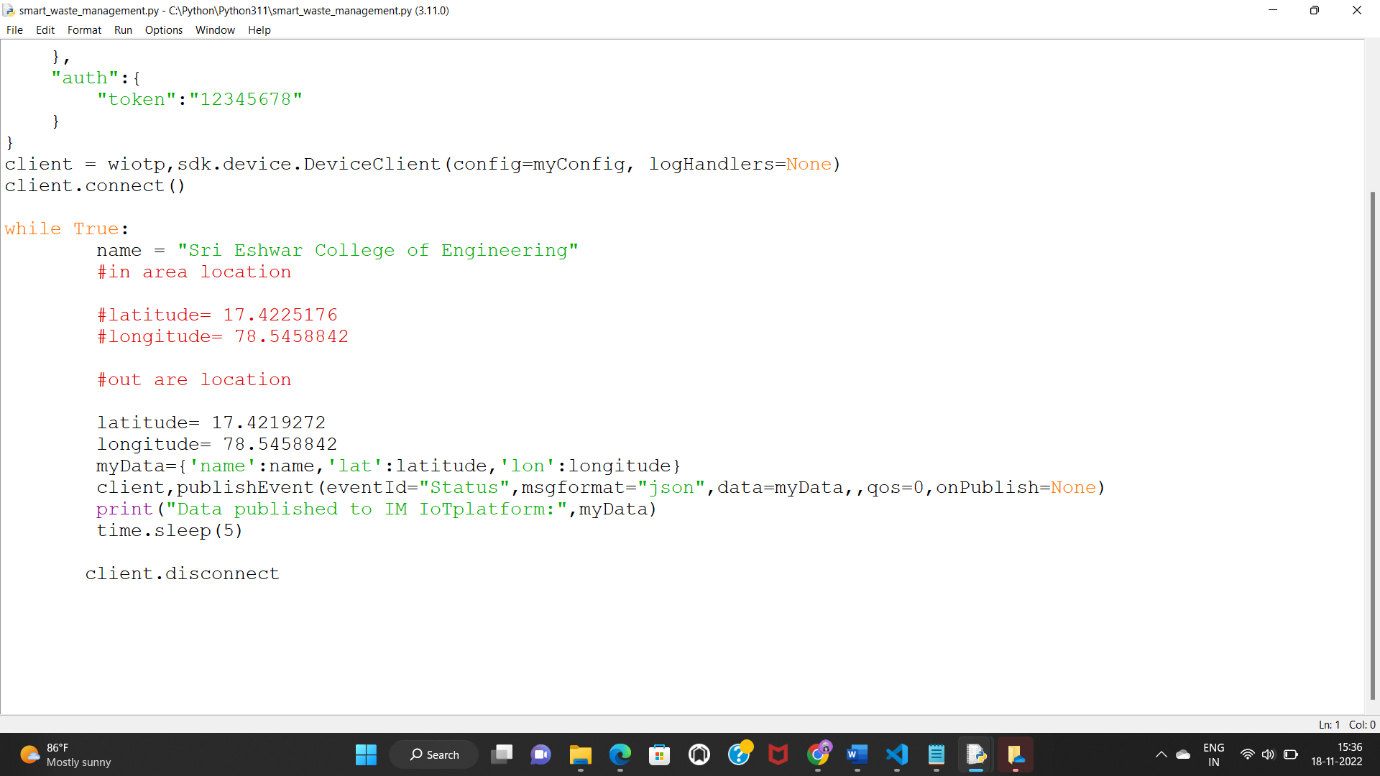 smart_waste_management.py - C:\Python\Python311\smart_waste_management.py (3.11.0)
File Edit Format Run Options Window Help
    },
    "auth":{
        "token":"12345678"
    }
}
client = wiotp,sdk.device.DeviceClient(config=myConfig, logHandlers=None)
client.connect()
while True:
        name = "Sri Eshwar College of Engineering"
        #in area location
        #latitude= 17.4225176
        #longitude= 78.5458842
        #out are location
        latitude= 17.4219272
        longitude= 78.5458842
        myData={'name':name,'lat':latitude,'lon':longitude}
        client,publishEvent(eventId="Status",msgformat="json",data=myData,,qos=0,onPublish=None)
        print("Data published to IM IoTplatform:",myData)
        time.sleep(5)
       client.disconnect
Ln: 1 Col: 0
86°F
Mostly sunny
Search
ENG
IN
15:36
18-11-2022